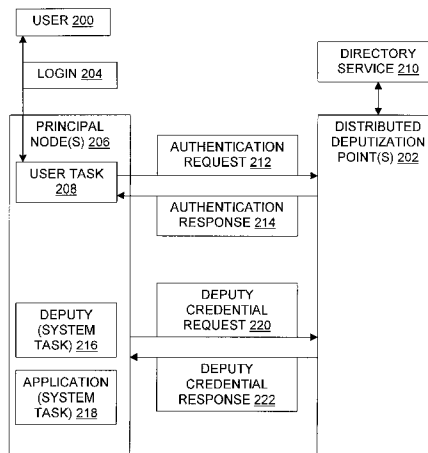 USER 200
LOGIN 204
DIRECTORY
SERVICE 210
PRINCIPAL
NODE(S) 206
USER TASK
208
AUTHENTICATION
REQUEST 212
AUTHENTICATION
RESPONSE 214
DISTRIBUTED
DEPUTIZATION
POINT(S) 202
DEPUTY
(SYSTEM
TASK) 216
APPLICATION
(SYSTEM
TASK) 218
DEPUTY
CREDENTIAL
REQUEST 220
DEPUTY
CREDENTIAL
RESPONSE 222